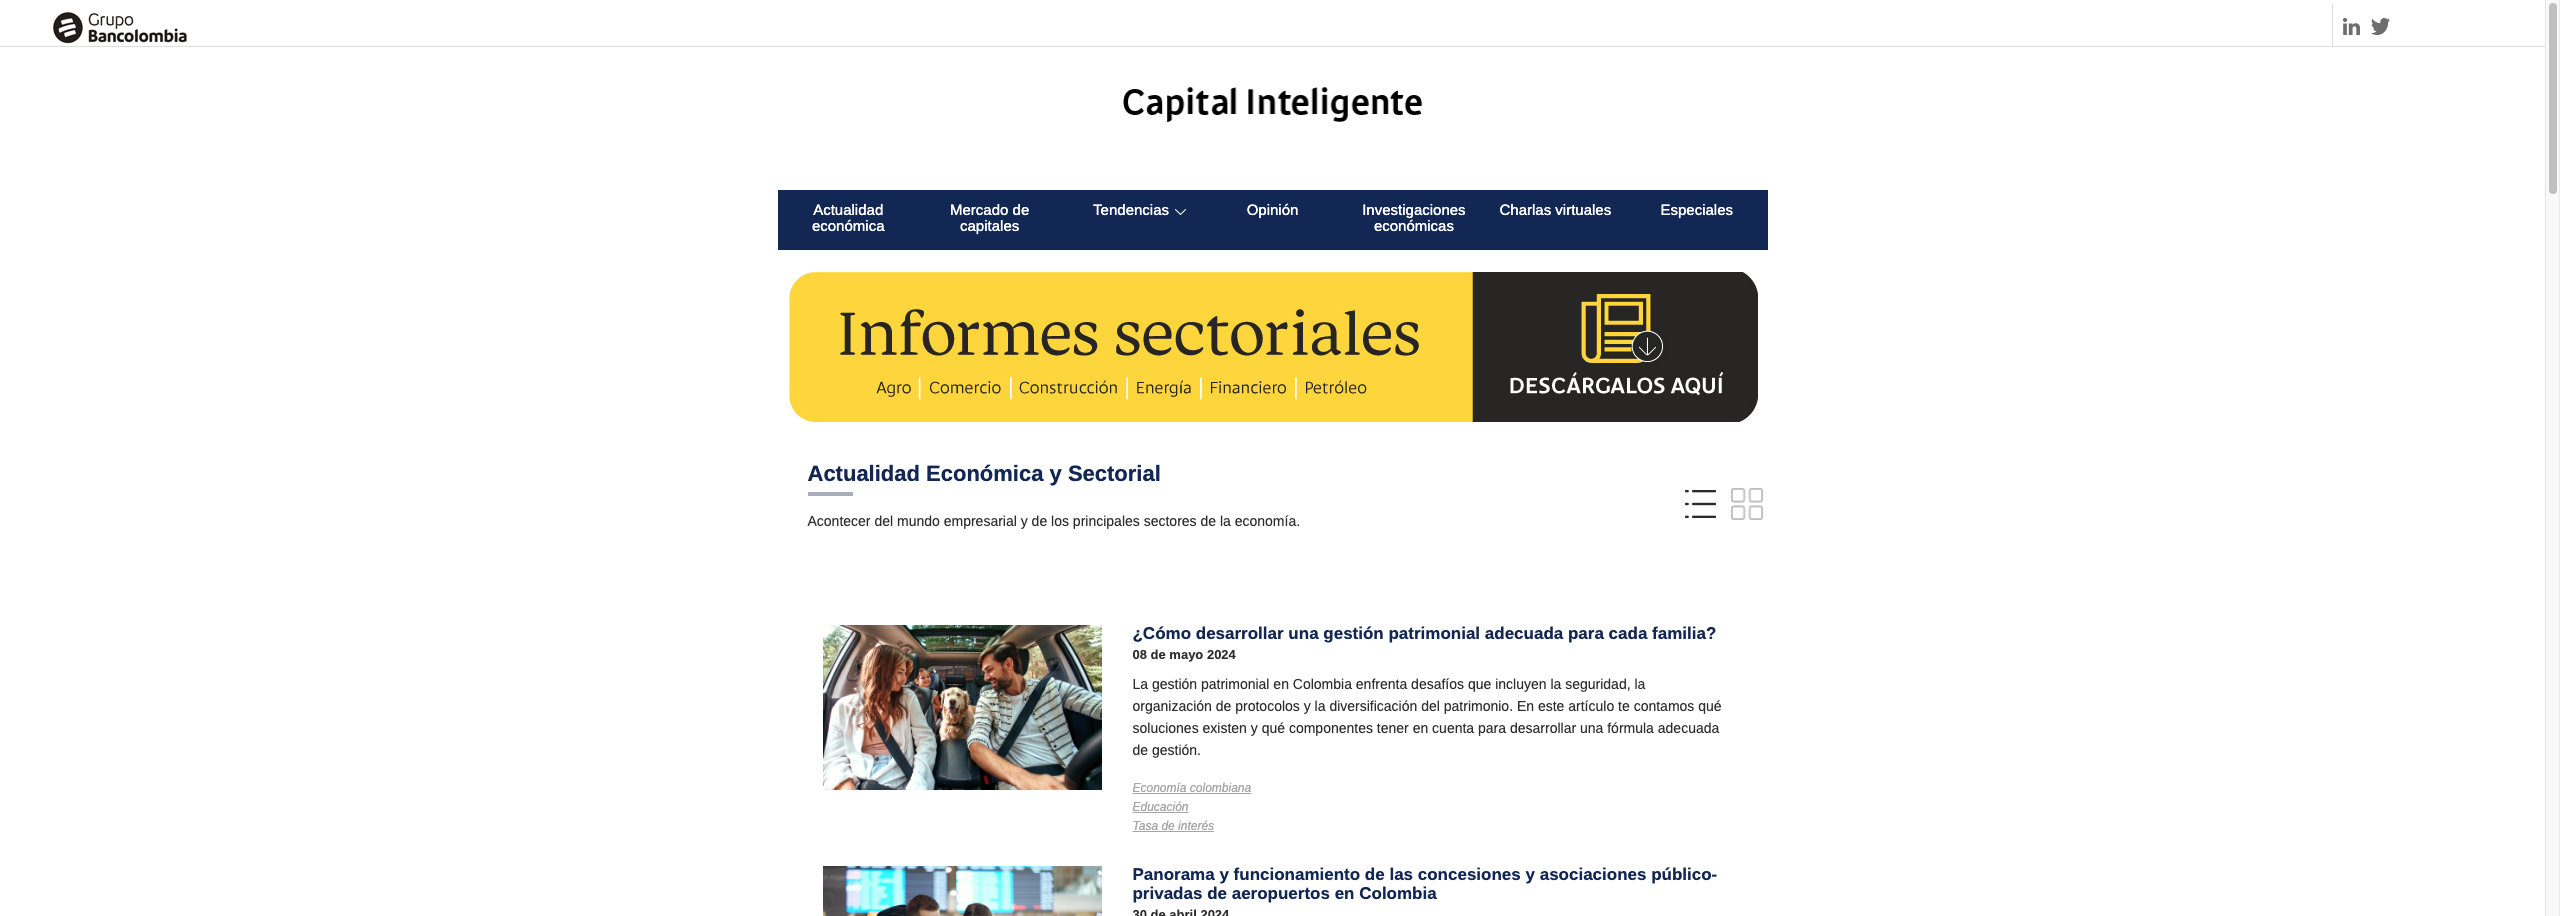 Grupo
Bancolombia
Capital Inteligente
Actualidad económica
Mercado de capitales
Tendencias
Opinión
Investigaciones económicas
Charlas virtuales
Especiales
Informes sectoriales
Agro | Comercio | Construcción | Energía | Financiero | Petróleo
DESCÁRGALOS AQUÍ
Actualidad Económica y Sectorial
Acontecer del mundo empresarial y de los principales sectores de la economía.
¿Cómo desarrollar una gestión patrimonial adecuada para cada familia?
08 de mayo 2024
La gestión patrimonial en Colombia enfrenta desafíos que incluyen la seguridad, la
organización de protocolos y la diversificación del patrimonio. En este artículo te contamos qué
soluciones existen y qué componentes tener en cuenta para desarrollar una fórmula adecuada
de gestión.
Economía colombiana
Educación
Tasa de interés
Panorama y funcionamiento de las concesiones y asociaciones público-
privadas de aeropuertos en Colombia
30 de abril 2024